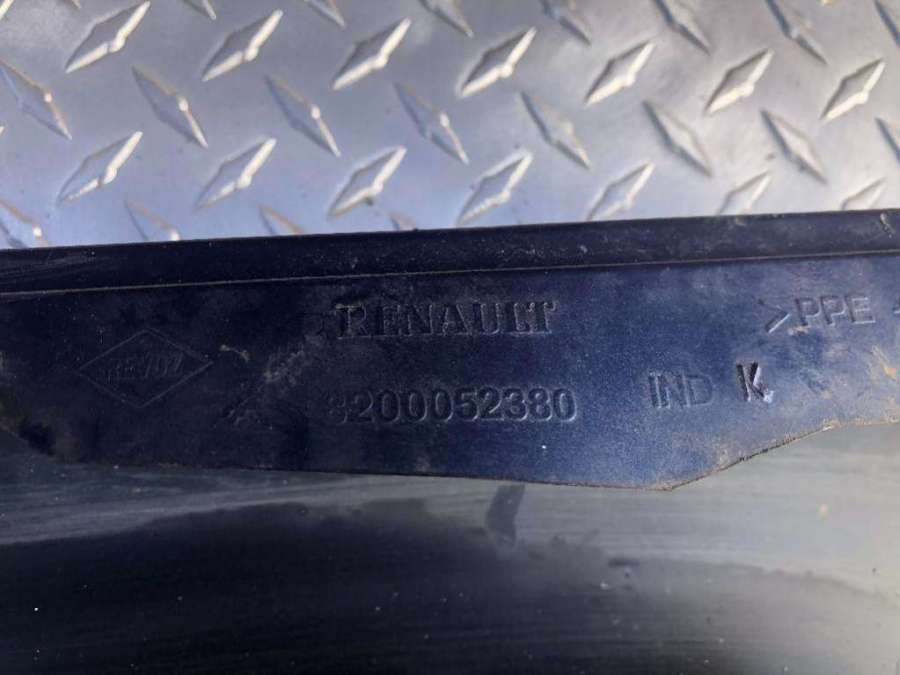 RENAULT
>PPE
8200052380
IND K